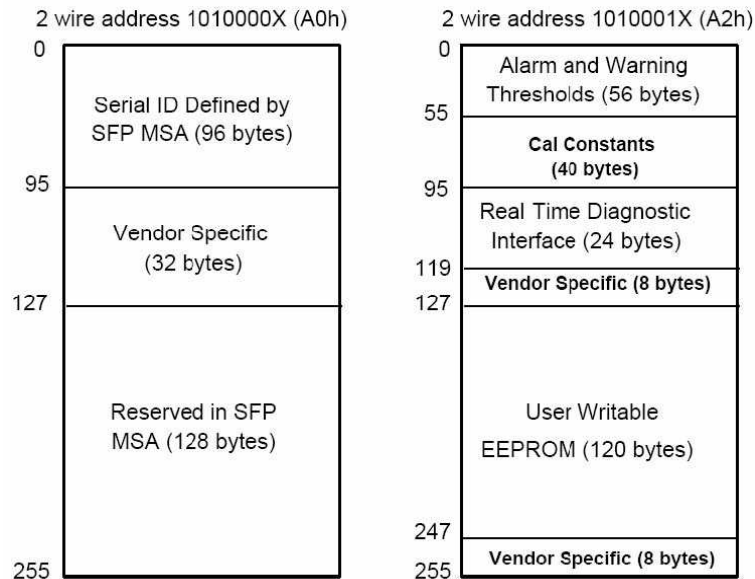 2 wire address 1010000X (A0h)
0
Serial ID Defined by
SFP MSA (96 bytes)
95
Vendor Specific
(32 bytes)
127
Reserved in SFP
MSA (128 bytes)
255
2 wire address 1010001X (A2h)
0
Alarm and Warning
Thresholds (56 bytes)
55
Cal Constants
(40 bytes)
95
Real Time Diagnostic
Interface (24 bytes)
119
Vendor Specific (8 bytes)
127
User Writable
EEPROM (120 bytes)
247
Vendor Specific (8 bytes)
255